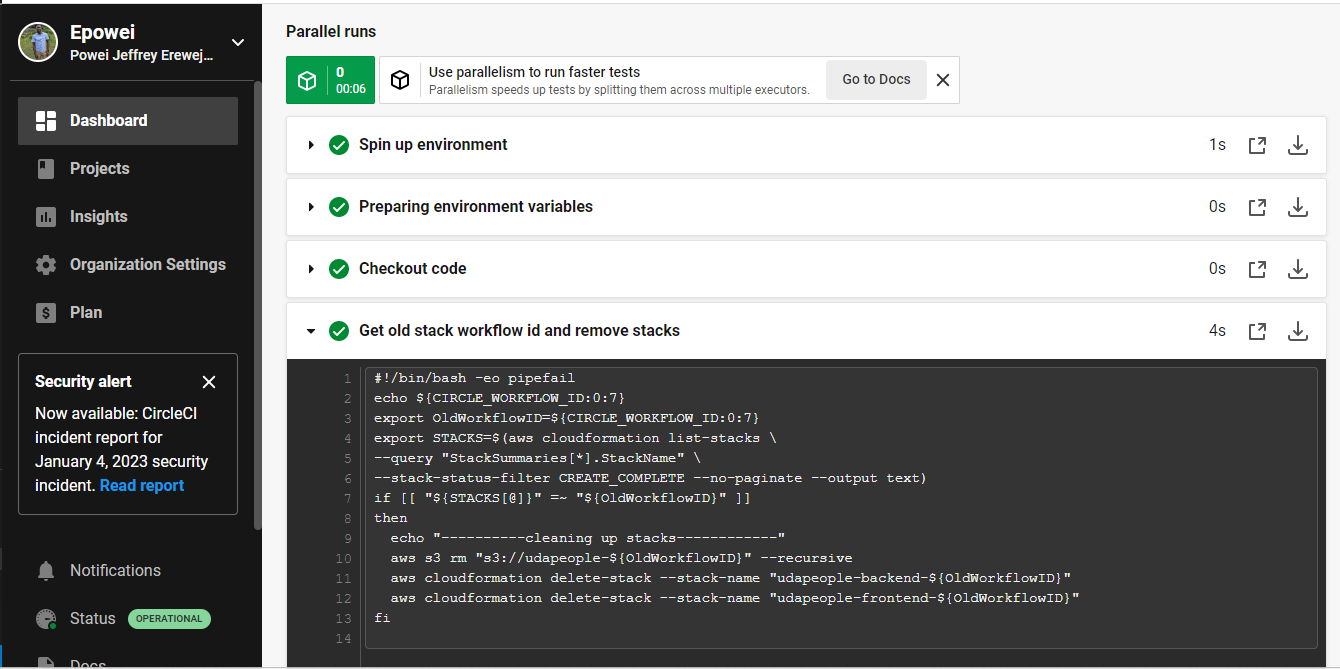 Epowei
Powei Jeffrey Erewej...
Dashboard
Projects
Insights
Organization Settings
Plan
Security alert
Now available: CircleCI
incident report for
January 4, 2023 security
incident. Read report
Notifications
Status OPERATIONAL
Docs
Parallel runs
0
00:06
Use parallelism to run faster tests
Parallelism speeds up tests by splitting them across multiple executors.
Go to Docs
Spin up environment 1s
Preparing environment variables 0s
Checkout code 0s
Get old stack workflow id and remove stacks 4s
1 #!/bin/bash -eo pipefail
2 echo ${CIRCLE_WORKFLOW_ID:0:7}
3 export OldWorkflowID=${CIRCLE_WORKFLOW_ID:0:7}
4 export STACKS=$(aws cloudformation list-stacks \
5 --query "StackSummaries[*].StackName" \
6 --stack-status-filter CREATE_COMPLETE --no-paginate --output text)
7 if [[ "${STACKS[@]}" =~ "${OldWorkflowID}" ]]
8 then
9 echo "----------cleaning up stacks------------"
10 aws s3 rm "s3://udapeople-${OldWorkflowID}" --recursive
11 aws cloudformation delete-stack --stack-name "udapeople-backend-${OldWorkflowID}"
12 aws cloudformation delete-stack --stack-name "udapeople-frontend-${OldWorkflowID}"
13 fi
14